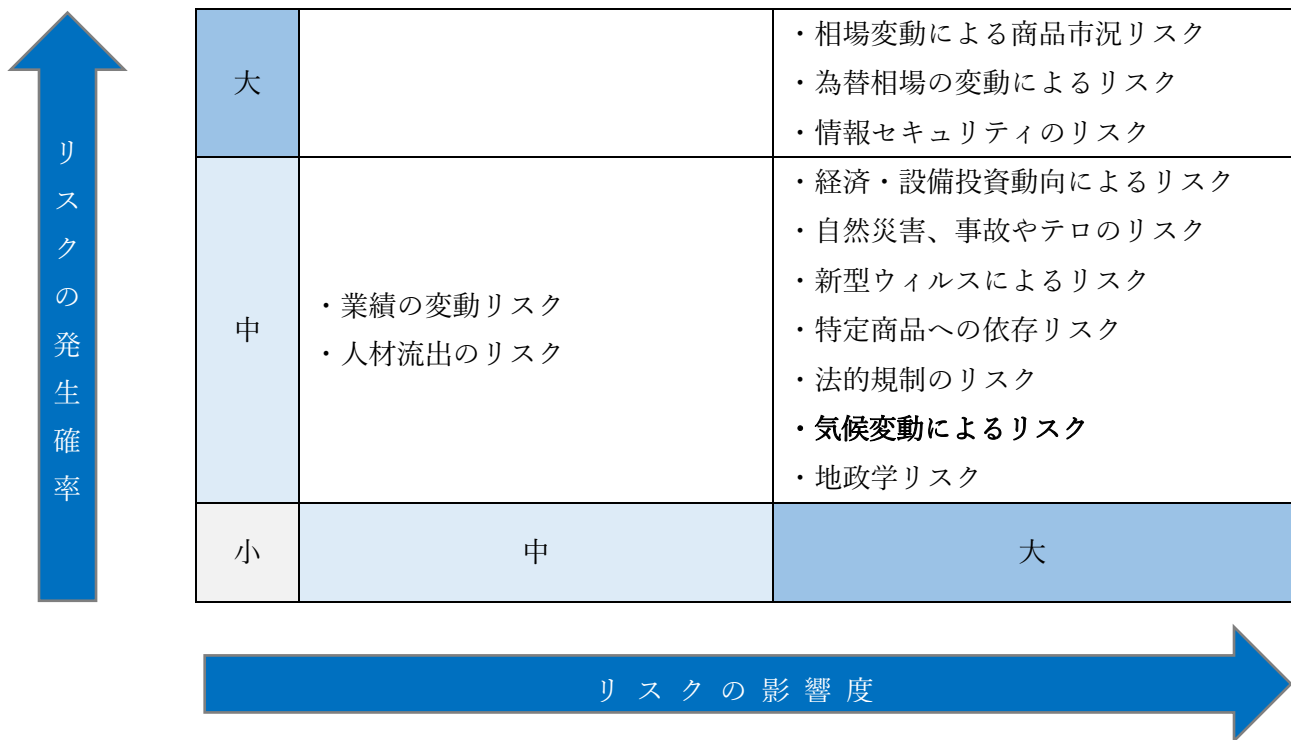 リスクの発生確率
大
・相場変動による商品市況リスク
・為替相場の変動によるリスク
・情報セキュリティのリスク
中
・業績の変動リスク
・人材流出のリスク
・経済・設備投資動向によるリスク
・自然災害、事故やテロのリスク
・新型ウィルスによるリスク
・特定商品への依存リスク
・法的規制のリスク
・気候変動によるリスク
・地政学リスク
小
中
大
リスクの影響度